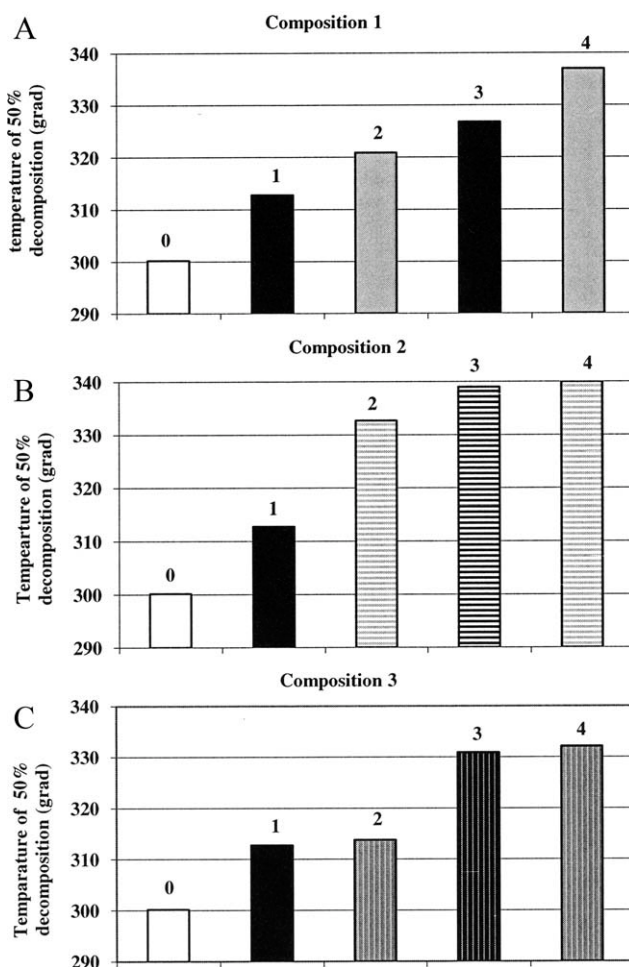 A
Composition 1
temperature of 50%
decomposition (grad)
340
330
320
310
300
290
0
1
2
3
4
B
Composition 2
Tempearture of 50%
decomposition (grad)
340
330
320
310
300
290
0
1
2
3
4
C
Composition 3
Temparature of 50%
decomposition (grad)
340
330
320
310
300
290
0
1
2
3
4